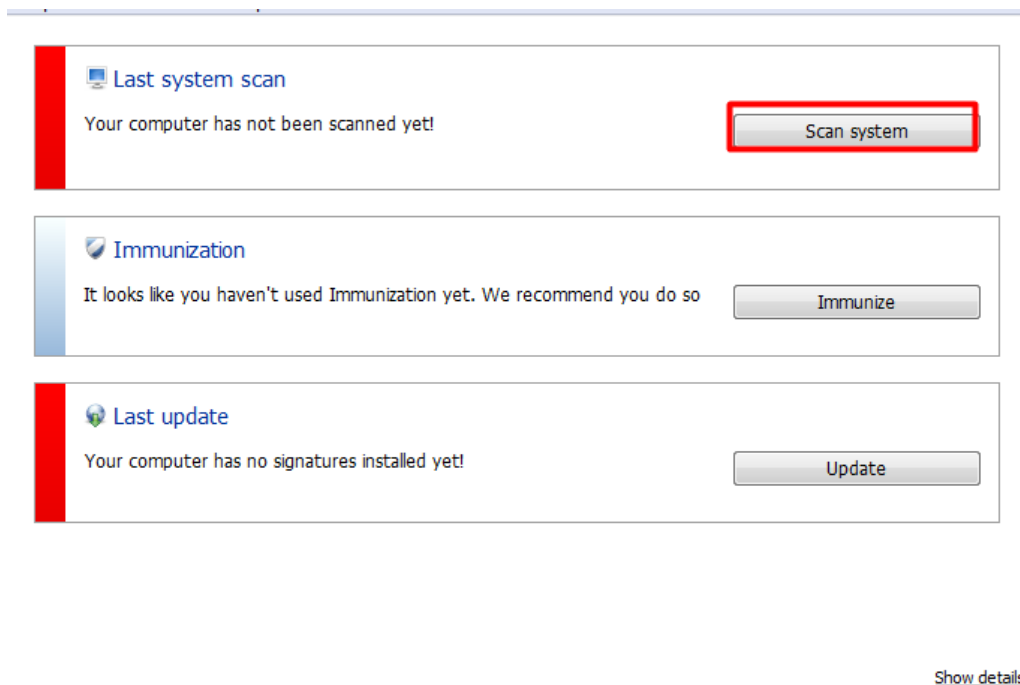 Last system scan
Your computer has not been scanned yet!
Scan system
Immunization
It looks like you haven't used Immunization yet. We recommend you do so
Immunize
Last update
Your computer has no signatures installed yet!
Update
Show details